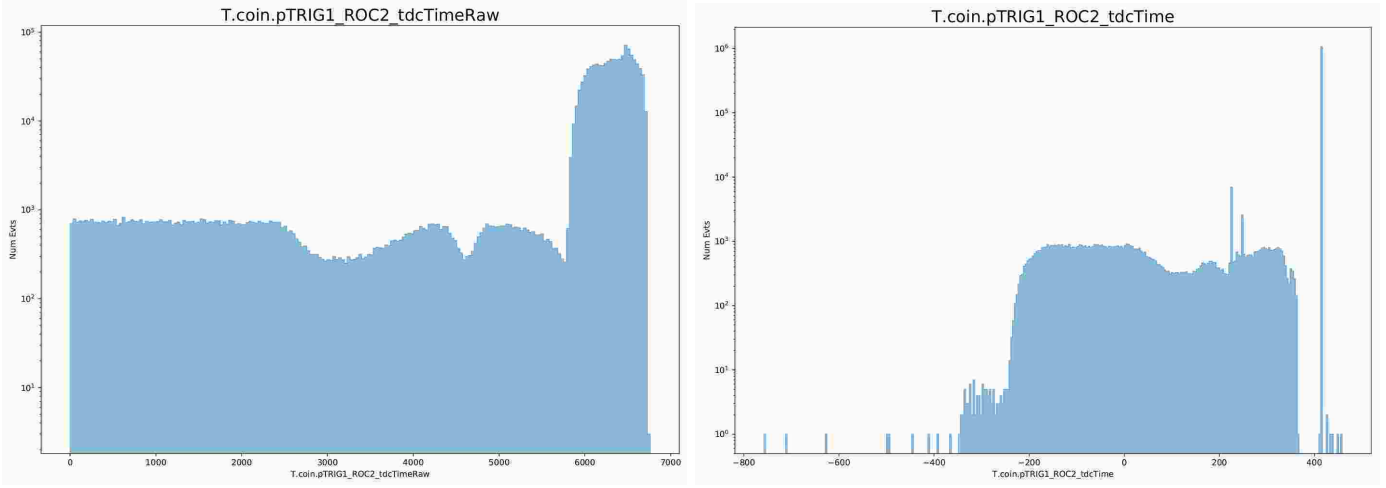 T.coin.pTRIG1_ROC2_tdcTimeRaw
10⁵
10⁴
10³
10²
10¹
Num Evts
0 1000 2000 3000 4000 5000 6000 7000
T.coin.pTRIG1_ROC2_tdcTimeRaw
T.coin.pTRIG1_ROC2_tdcTime
10⁶
10⁵
10⁴
10³
10²
10¹
10⁰
Num Evts
−800 −600 −400 −200 0 200 400
T.coin.pTRIG1_ROC2_tdcTime